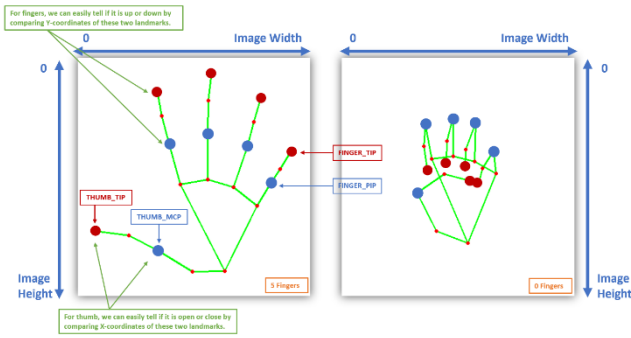 For fingers, we can easily tell if it is up or down by
comparing Y-coordinates of these two landmarks.
0
Image Width
0
Image Width
0
0
FINGER_TIP
FINGER_PIP
THUMB_TIP
THUMB_MCP
Image
Height
5 Fingers
0 Fingers
Image
Height
For thumb, we can easily tell if it is open or close by
comparing X-coordinates of these two landmarks.